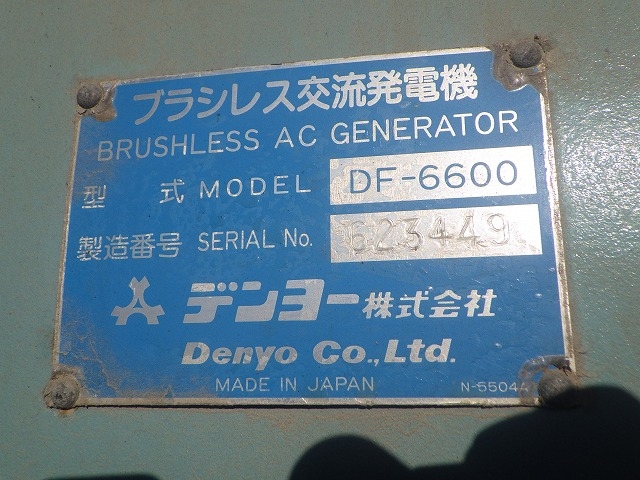 ブラシレス交流発電機
BRUSHLESS AC GENERATOR
型 式 MODEL DF-6600
製造番号 SERIAL No. 623449
デンヨー株式会社
Denyo Co.,Ltd.
MADE IN JAPAN N-5504A